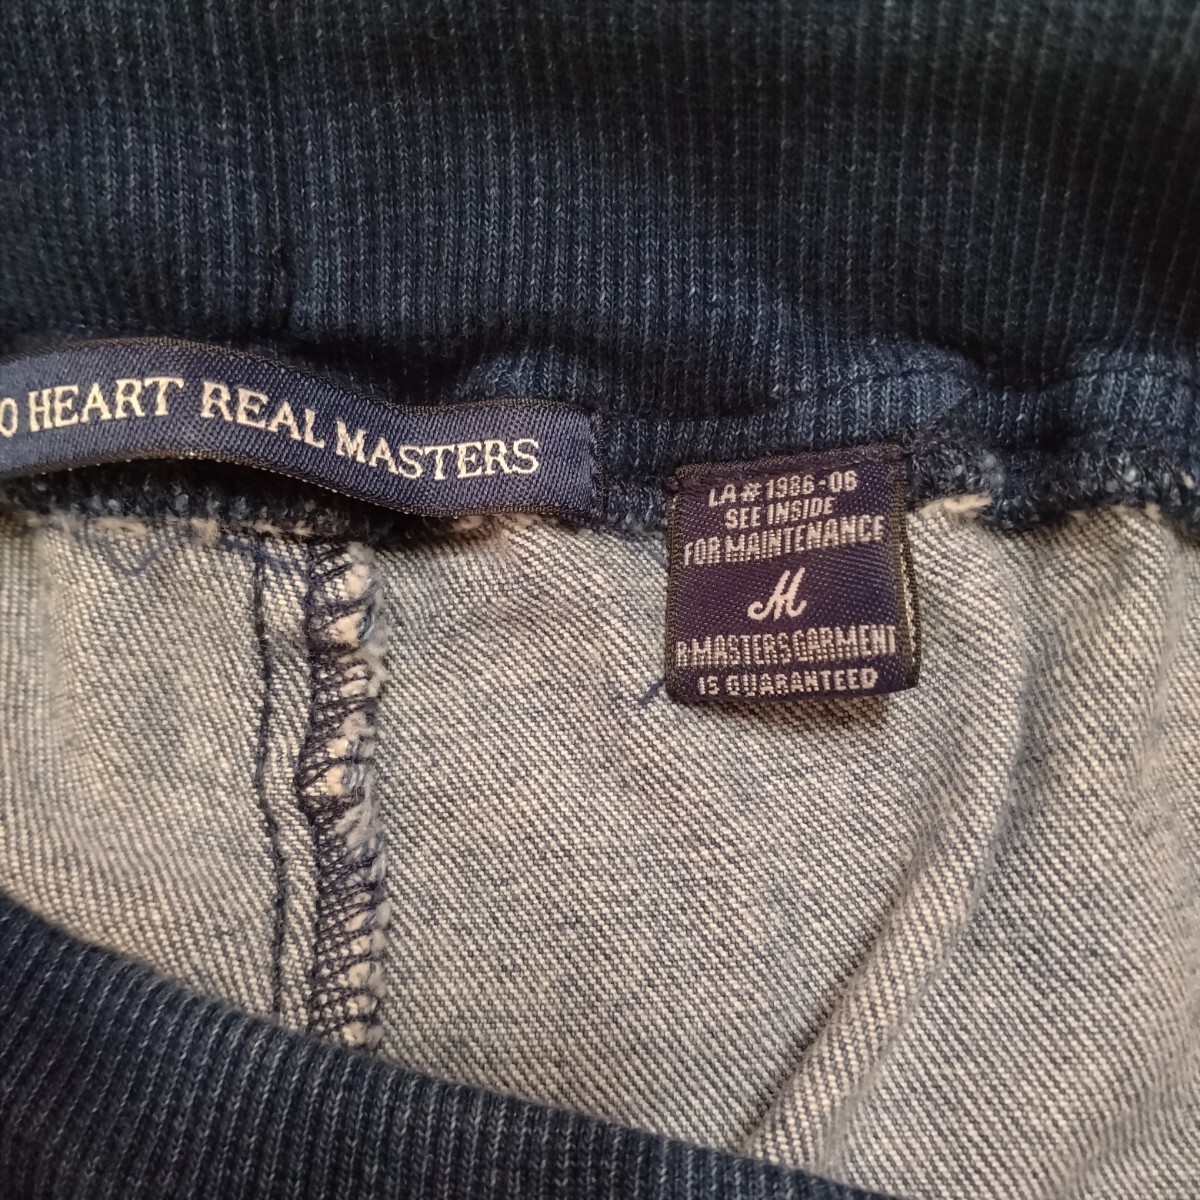 O HEART REAL MASTERS
LA# 1986-06
SEE INSIDE
FOR MAINTENANCE
M
R MASTERS GARMENT
IS GUARANTEED